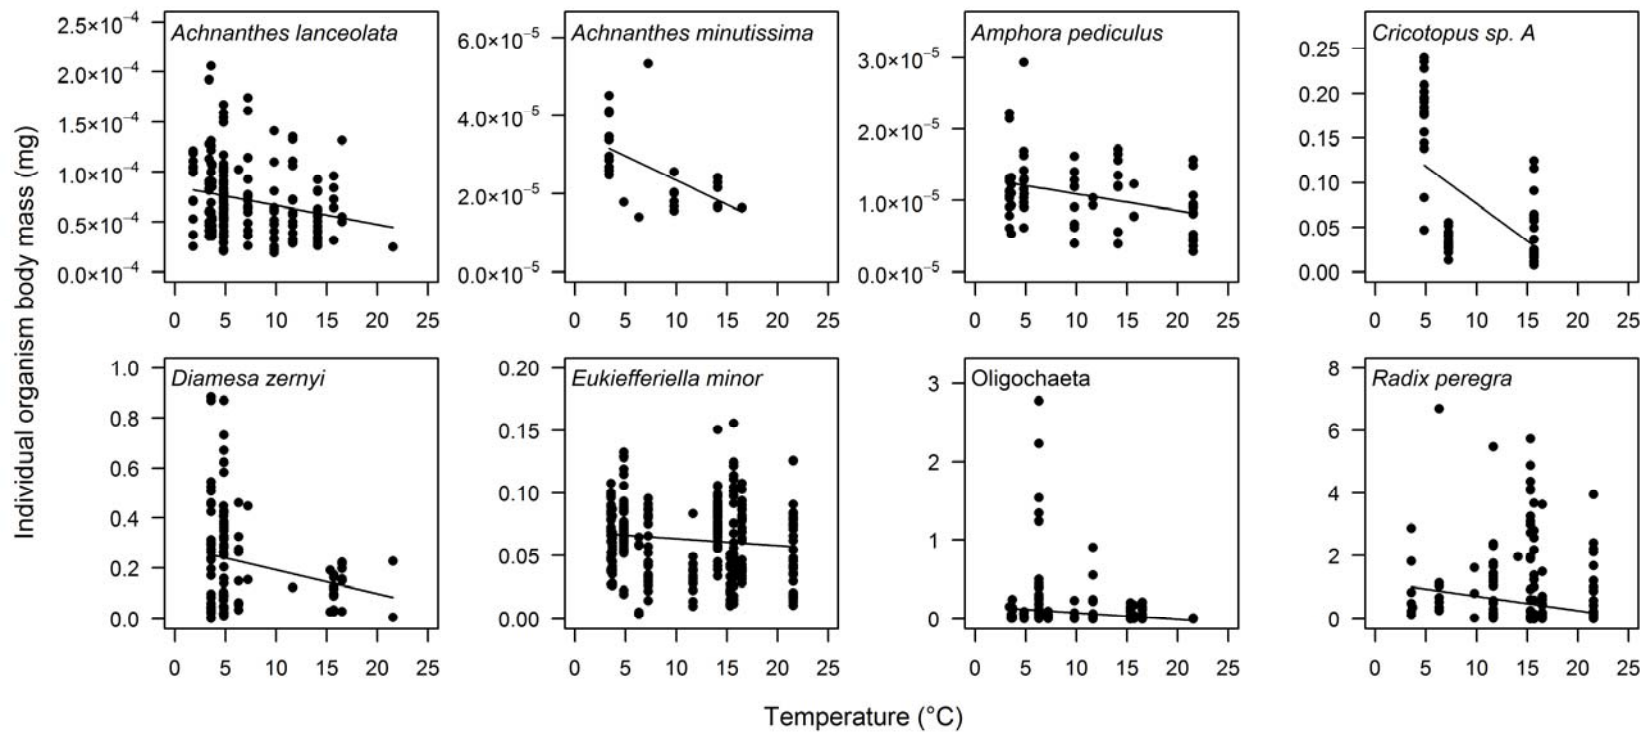 Individual organism body mass (mg)
Achnanthes lanceolata
2.5×10⁻⁴
2.0×10⁻⁴
1.5×10⁻⁴
1.0×10⁻⁴
0.5×10⁻⁴
0.0×10⁻⁴
0 5 10 15 20 25
Achnanthes minutissima
6.0×10⁻⁵
4.0×10⁻⁵
2.0×10⁻⁵
0.0×10⁻⁵
0 5 10 15 20 25
Amphora pediculus
3.0×10⁻⁵
2.0×10⁻⁵
1.0×10⁻⁵
0.0×10⁻⁵
0 5 10 15 20 25
Cricotopus sp. A
0.25
0.20
0.15
0.10
0.05
0.00
0 5 10 15 20 25
Diamesa zernyi
1.0
0.8
0.6
0.4
0.2
0.0
0 5 10 15 20 25
Eukiefferiella minor
0.20
0.15
0.10
0.05
0.00
0 5 10 15 20 25
Oligochaeta
3
2
1
0
0 5 10 15 20 25
Radix peregra
8
6
4
2
0
0 5 10 15 20 25
Temperature (°C)